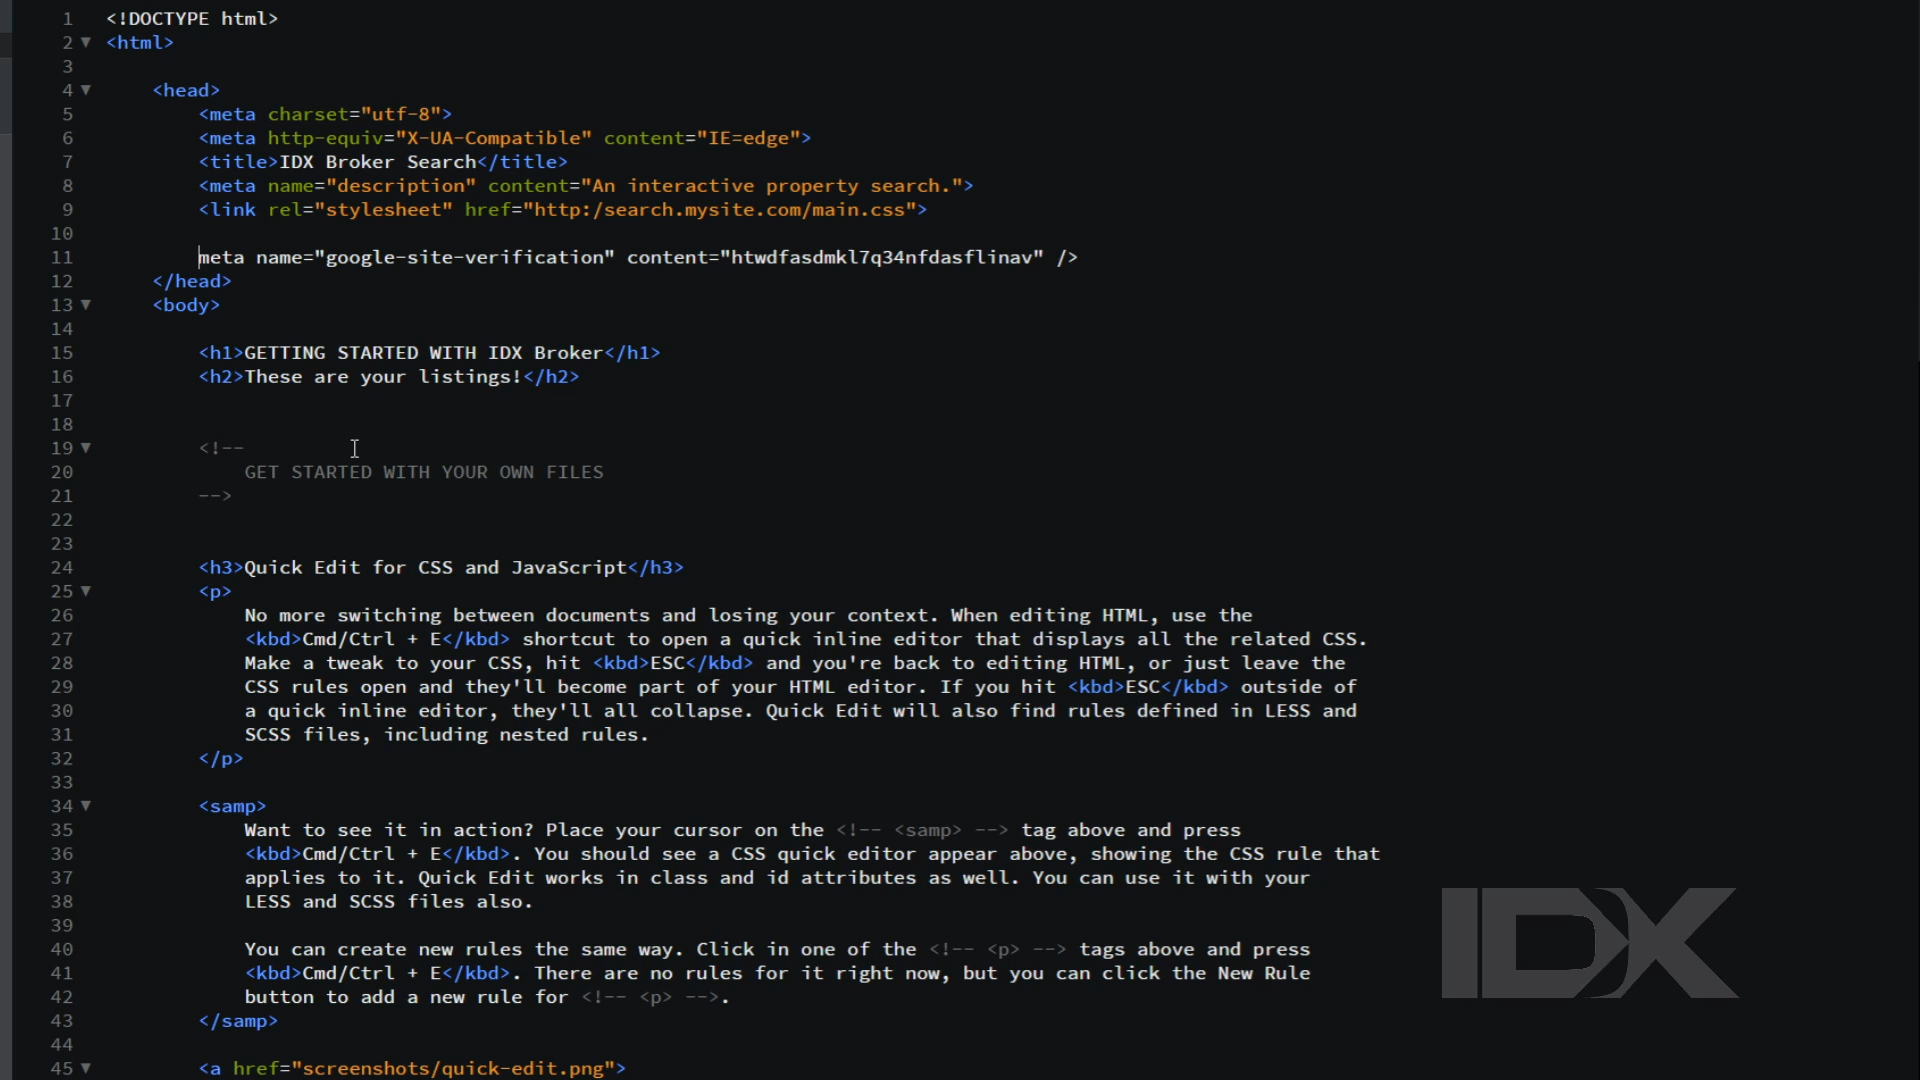 1 <!DOCTYPE html>
2 <html>
3
4 <head>
5 <meta charset="utf-8">
6 <meta http-equiv="X-UA-Compatible" content="IE=edge">
7 <title>IDX Broker Search</title>
8 <meta name="description" content="An interactive property search.">
9 <link rel="stylesheet" href="http:/search.mysite.com/main.css">
10
11 meta name="google-site-verification" content="htwdfasdmkl7q34nfdasflinav" />
12 </head>
13 <body>
14
15 <h1>GETTING STARTED WITH IDX Broker</h1>
16 <h2>These are your listings!</h2>
17
18
19 <!--
20 GET STARTED WITH YOUR OWN FILES
21 -->
22
23
24 <h3>Quick Edit for CSS and JavaScript</h3>
25 <p>
26 No more switching between documents and losing your context. When editing HTML, use the
27 <kbd>Cmd/Ctrl + E</kbd> shortcut to open a quick inline editor that displays all the related CSS.
28 Make a tweak to your CSS, hit <kbd>ESC</kbd> and you're back to editing HTML, or just leave the
29 CSS rules open and they'll become part of your HTML editor. If you hit <kbd>ESC</kbd> outside of
30 a quick inline editor, they'll all collapse. Quick Edit will also find rules defined in LESS and
31 SCSS files, including nested rules.
32 </p>
33
34 <samp>
35 Want to see it in action? Place your cursor on the <!-- <samp> --> tag above and press
36 <kbd>Cmd/Ctrl + E</kbd>. You should see a CSS quick editor appear above, showing the CSS rule that
37 applies to it. Quick Edit works in class and id attributes as well. You can use it with your
38 LESS and SCSS files also.
39
40 You can create new rules the same way. Click in one of the <!-- <p> --> tags above and press
41 <kbd>Cmd/Ctrl + E</kbd>. There are no rules for it right now, but you can click the New Rule
42 button to add a new rule for <!-- <p> -->.
43 </samp>
44
45 <a href="screenshots/quick-edit.png">
IDX